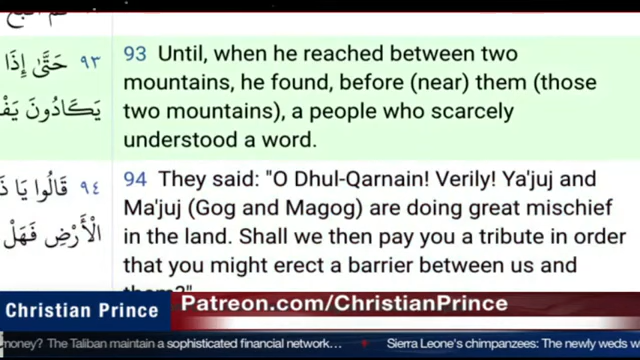 93 Until, when he reached between two
mountains, he found, before (near) them (those
two mountains), a people who scarcely
understood a word.
٩٣ حَتَّىٰ إِذَا
يَكَادُونَ
94 They said: "O Dhul-Qarnain! Verily! Ya'juj and
Ma'juj (Gog and Magog) are doing great mischief
in the land. Shall we then pay you a tribute in order
that you might erect a barrier between us and
them?"
٩٤ قَالُوا يَا
الْأَرْضِ فَهَلْ
Christian Prince
Patreon.com/ChristianPrince
money? The Taliban maintain a sophisticated financial network... Sierra Leone's chimpanzees: The newly weds w